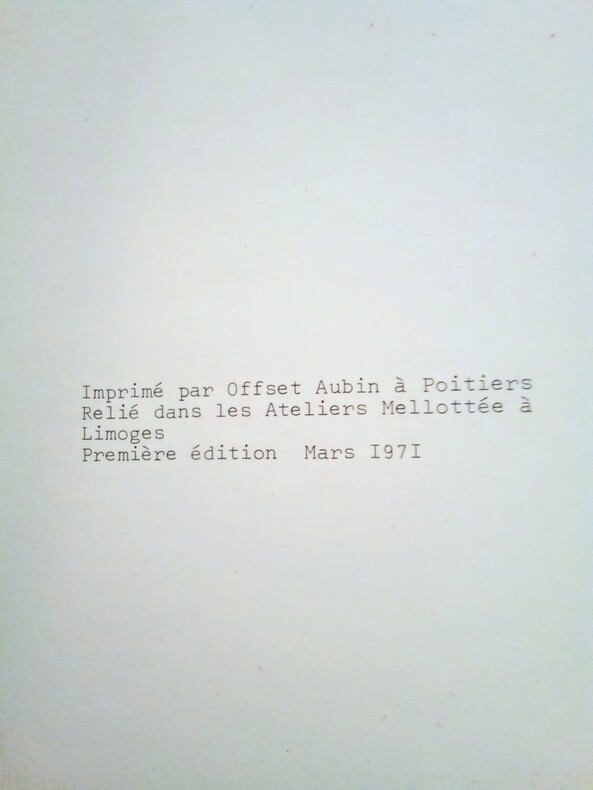 Imprimé par Offset Aubin à Poitiers
Relié dans les Ateliers Mellottée à
Limoges
Première édition  Mars I97I